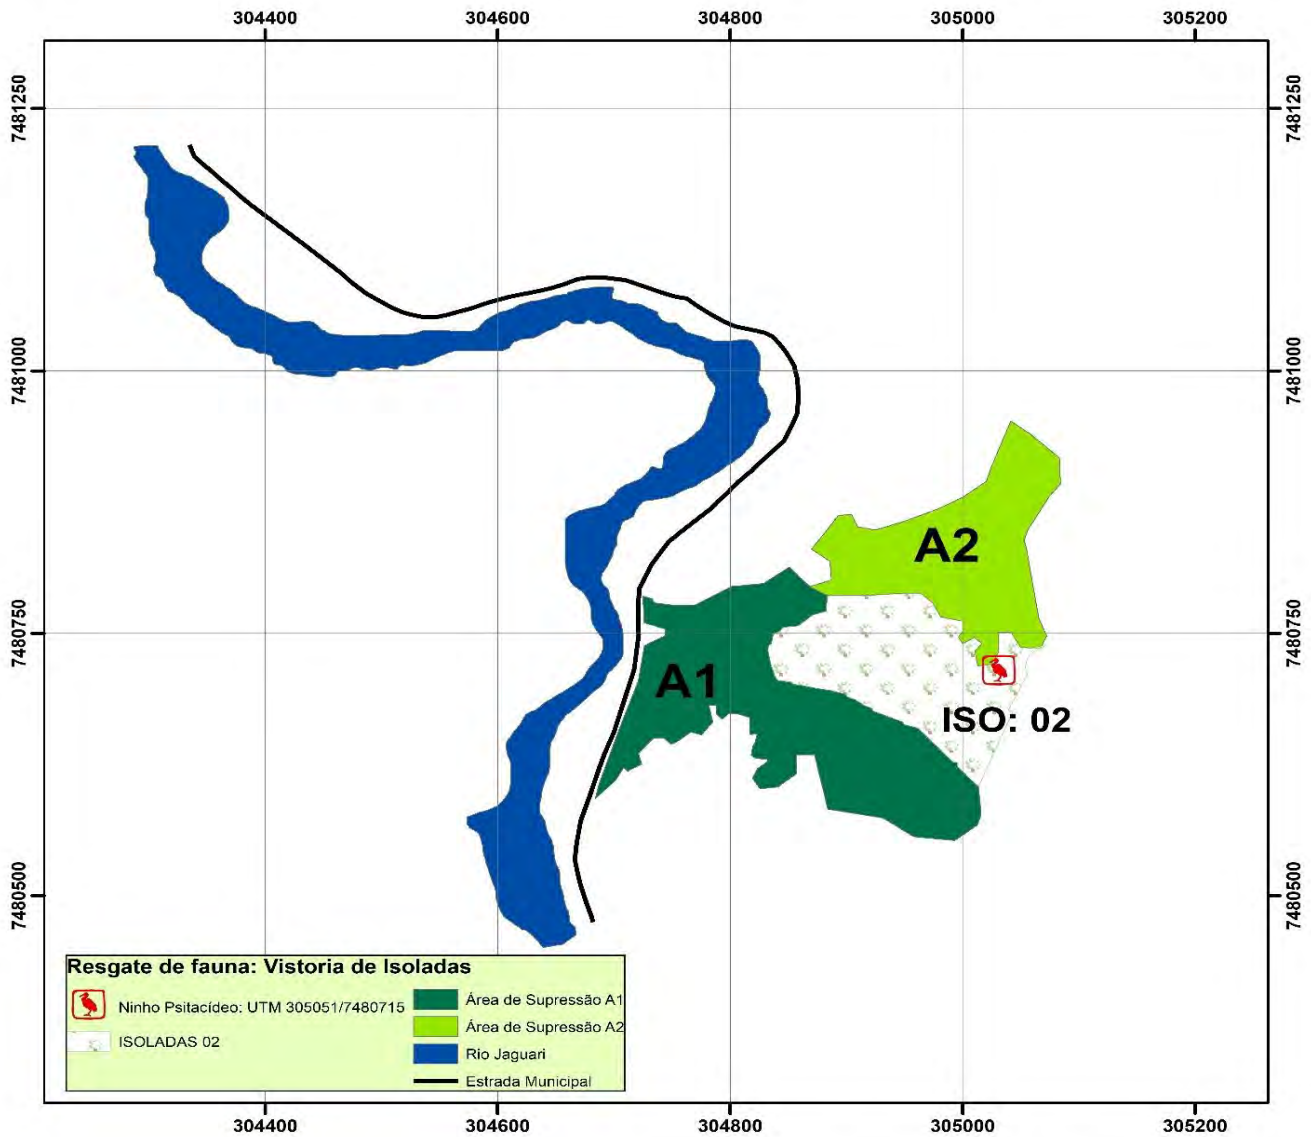 304400 304600 304800 305000 305200
7481250 7481250
7481000 7481000
A2
7480750 7480750
A1
ISO: 02
7480500 7480500
Resgate de fauna: Vistoria de Isoladas
Ninho Psitacídeo: UTM 305051/7480715
ISOLADAS 02
Área de Supressão A1
Área de Supressão A2
Rio Jaguari
Estrada Municipal
304400 304600 304800 305000 305200